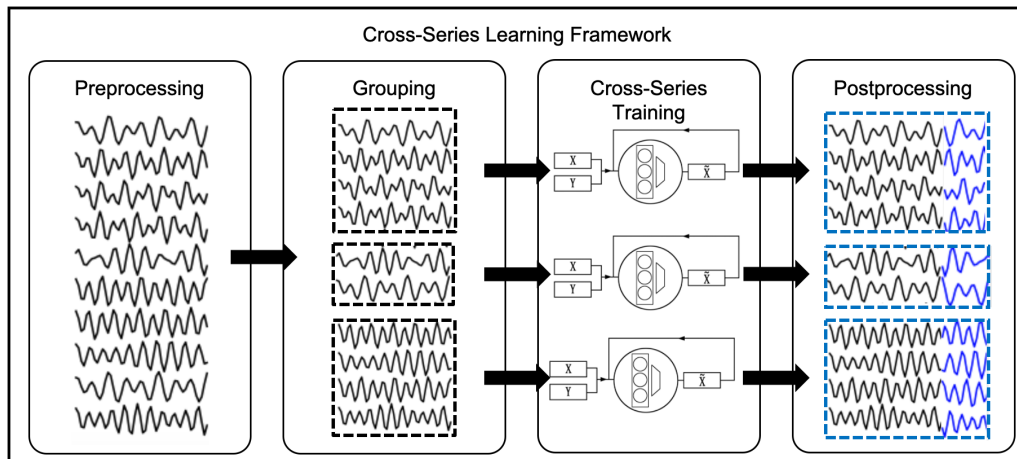 Cross-Series Learning Framework
Preprocessing
Grouping
Cross-Series
Training
Postprocessing
X
Y
X̃
X
Y
X̃
X
Y
X̃